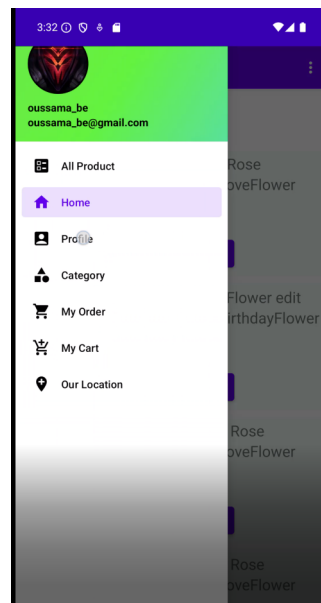 3:32
oussama_be
oussama_be@gmail.com
All Product
Home
Profile
Category
My Order
My Cart
Our Location
Rose
oveFlower
Flower edit
irthdayFlower
Rose
oveFlower
Rose
oveFlower